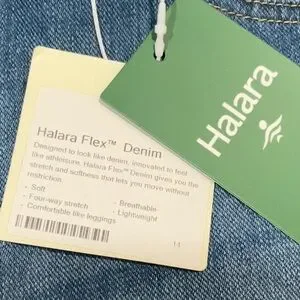 Halara
Halara Flex™ Denim
Designed to look like denim, innovated to feel
like athleisure. Halara Flex™ Denim gives you the
stretch and softness that lets you move without
restriction.
- Soft
- Breathable
- Four-way stretch
- Lightweight
- Comfortable like leggings